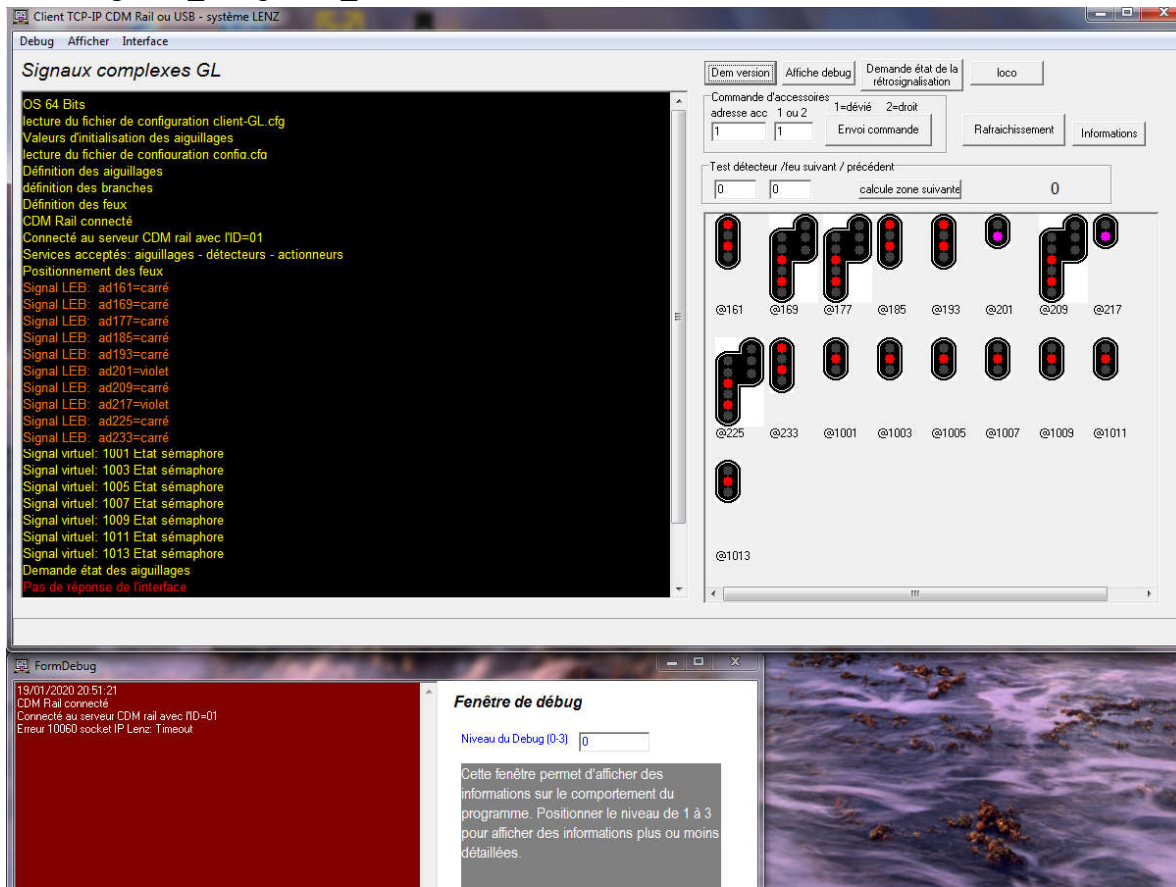 Client TCP-IP CDM Rail ou USB - système LENZ
Debug Afficher Interface
Signaux complexes GL
OS 64 Bits
lecture du fichier de configuration client-GL.cfg
Valeurs d'initialisation des aiguillages
lecture du fichier de configuration config.cfg
Définition des aiguillages
définition des branches
Définition des feux
CDM Rail connecté
Connecté au serveur CDM rail avec l'ID=01
Services acceptés: aiguillages - détecteurs - actionneurs
Positionnement des feux
Signal LEB: ad161=carré
Signal LEB: ad169=carré
Signal LEB: ad177=carré
Signal LEB: ad185=carré
Signal LEB: ad193=carré
Signal LEB: ad201=violet
Signal LEB: ad209=carré
Signal LEB: ad217=violet
Signal LEB: ad225=carré
Signal LEB: ad233=carré
Signal virtuel: 1001 Etat sémaphore
Signal virtuel: 1003 Etat sémaphore
Signal virtuel: 1005 Etat sémaphore
Signal virtuel: 1007 Etat sémaphore
Signal virtuel: 1009 Etat sémaphore
Signal virtuel: 1011 Etat sémaphore
Signal virtuel: 1013 Etat sémaphore
Demande état des aiguillages
Pas de réponse de l'interface
Dem version
Affiche debug
Demande état de la
rétrosignalisation
loco
Commande d'accessoires
adresse acc 1 ou 2 1=dévié 2=droit
1 1 Envoi commande
Rafraichissement
Informations
Test détecteur /feu suivant / précédent
0 0 calcule zone suivante 0
@161 @169 @177 @185 @193 @201 @209 @217
@225 @233 @1001 @1003 @1005 @1007 @1009 @1011
@1013
FormDebug
19/01/2020 20:51:21
CDM Rail connecté
Connecté au serveur CDM rail avec l'ID=01
Erreur 10060 socket IP Lenz: Timeout
Fenêtre de débug
Niveau du Debug (0-3) 0
Cette fenêtre permet d'afficher des
informations sur le comportement du
programme. Positionner le niveau de 1 à 3
pour afficher des informations plus ou moins
détaillées.